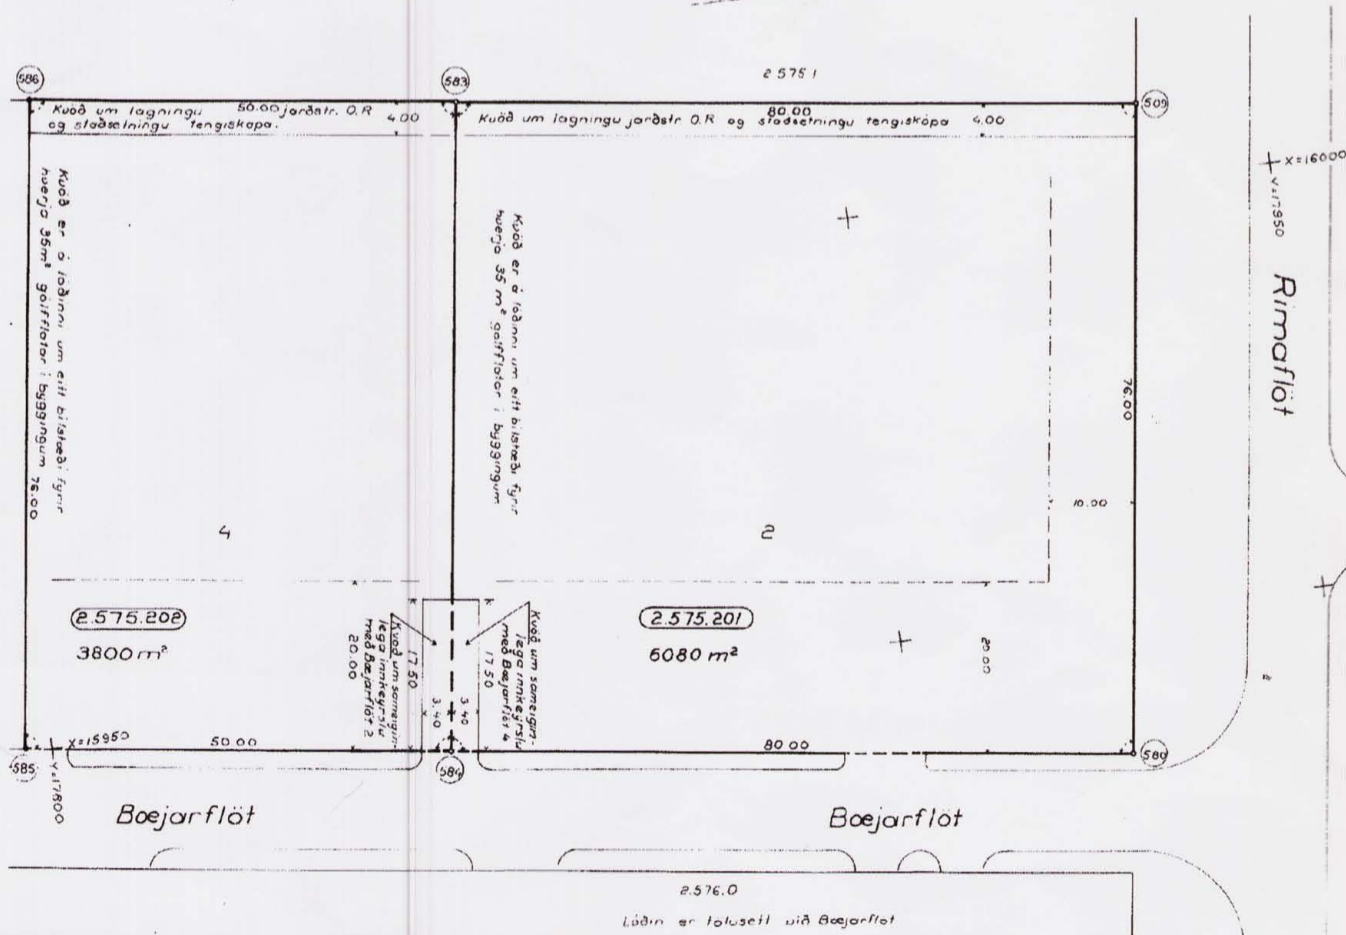 2 575 1
586
583
509
Kvöð um lagningu 50.00 jarðstr. O.R
og staðsetningu tengiskápa. 4.00
80.00
Kvöð um lagningu jarðstr O.R og staðsetningu tengiskápa 4.00
X=16000
Y=17950
Rimaflöt
Kvöð er á lóðinni um eitt bílstæði fyrir
hverja 35m² gólfflatar í byggingum
76.00
Kvöð er á lóðinni um eitt bílstæði fyrir
hverja 35 m² gólfflatar í byggingum
76.00
10.00
4
2
2.575.202
3800 m²
2.575.201
6080 m²
Kvöð um sameigin-
lega innkeyrslu
með Bæjarflöt 2
20.00
17 50
3.40
3.40
17 50
Kvöð um sameigin-
lega innkeyrslu
með Bæjarflöt 4
20.00
X=15950
50.00
80 00
585
584
Y=17800
Bæjarflöt
Bæjarflöt
2.576.0
Lóðin er tölusett við Bæjarflöt